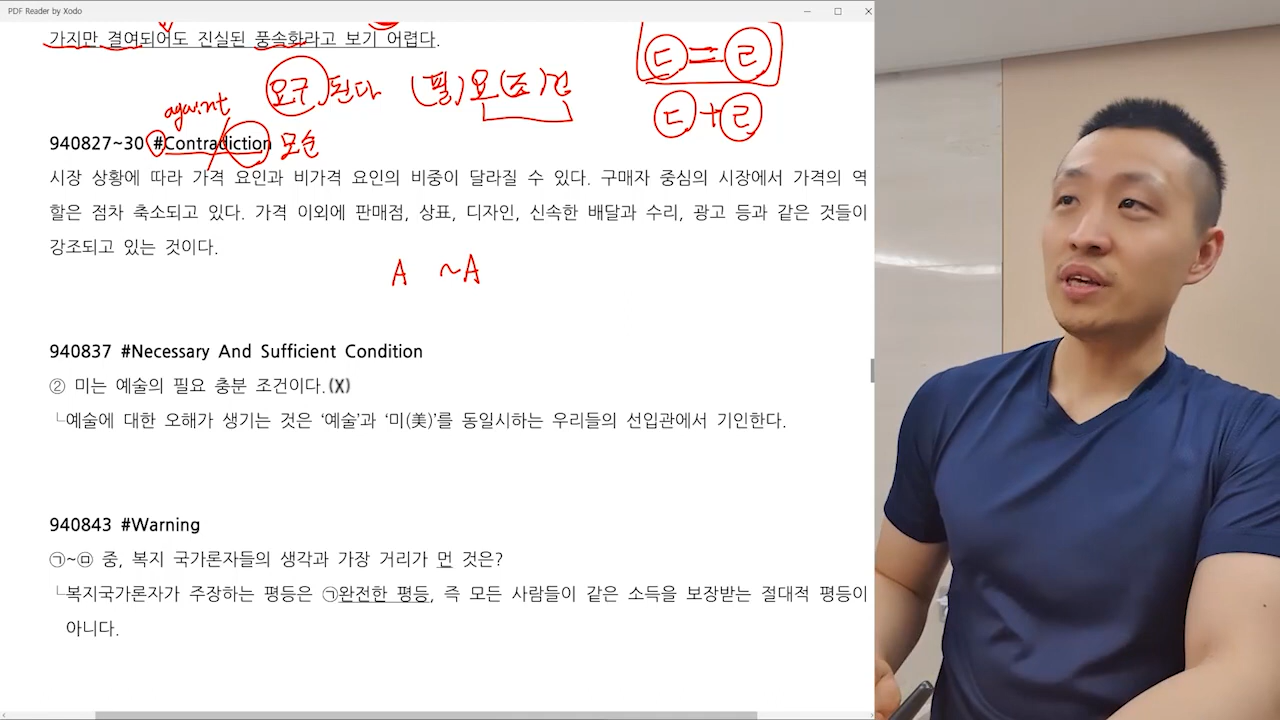 PDF Reader by Xodo
가지만 결여되어도 진실된 풍속화라고 보기 어렵다.
ㄷ = ㄹ
요구된다 (필)요(조)건
ㄷ + ㄹ
against
940827~30 #Contradiction 모순
시장 상황에 따라 가격 요인과 비가격 요인의 비중이 달라질 수 있다. 구매자 중심의 시장에서 가격의 역
할은 점차 축소되고 있다. 가격 이외에 판매점, 상표, 디자인, 신속한 배달과 수리, 광고 등과 같은 것들이
강조되고 있는 것이다.
A ~A
940837 #Necessary And Sufficient Condition
② 미는 예술의 필요 충분 조건이다.(X)
└예술에 대한 오해가 생기는 것은 ‘예술’과 ‘미(美)’를 동일시하는 우리들의 선입관에서 기인한다.
940843 #Warning
㉠~㉤ 중, 복지 국가론자들의 생각과 가장 거리가 먼 것은?
└복지국가론자가 주장하는 평등은 ㉠완전한 평등, 즉 모든 사람들이 같은 소득을 보장받는 절대적 평등이
아니다.